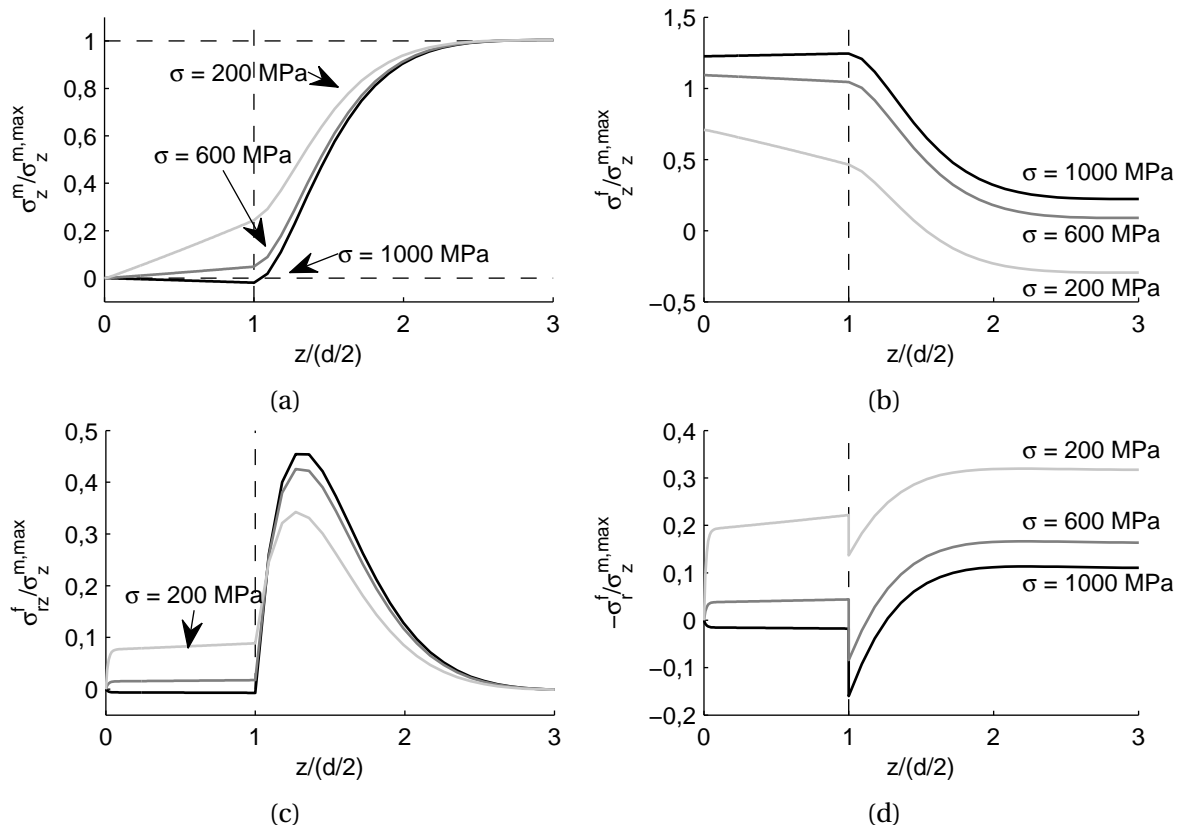 1
0,8
0,6
0,4
0,2
0
σ_z^m/σ_z^{m,max}
σ = 200 MPa
σ = 600 MPa
σ = 1000 MPa
0 1 2 3
z/(d/2)
(a)
1,5
1
0,5
0
−0,5
σ_z^f/σ_z^{m,max}
σ = 1000 MPa
σ = 600 MPa
σ = 200 MPa
0 1 2 3
z/(d/2)
(b)
0,5
0,4
0,3
0,2
0,1
0
σ_{rz}^f/σ_z^{m,max}
σ = 200 MPa
0 1 2 3
z/(d/2)
(c)
0,4
0,3
0,2
0,1
0
−0,1
−0,2
−σ_r^f/σ_z^{m,max}
σ = 200 MPa
σ = 600 MPa
σ = 1000 MPa
0 1 2 3
z/(d/2)
(d)